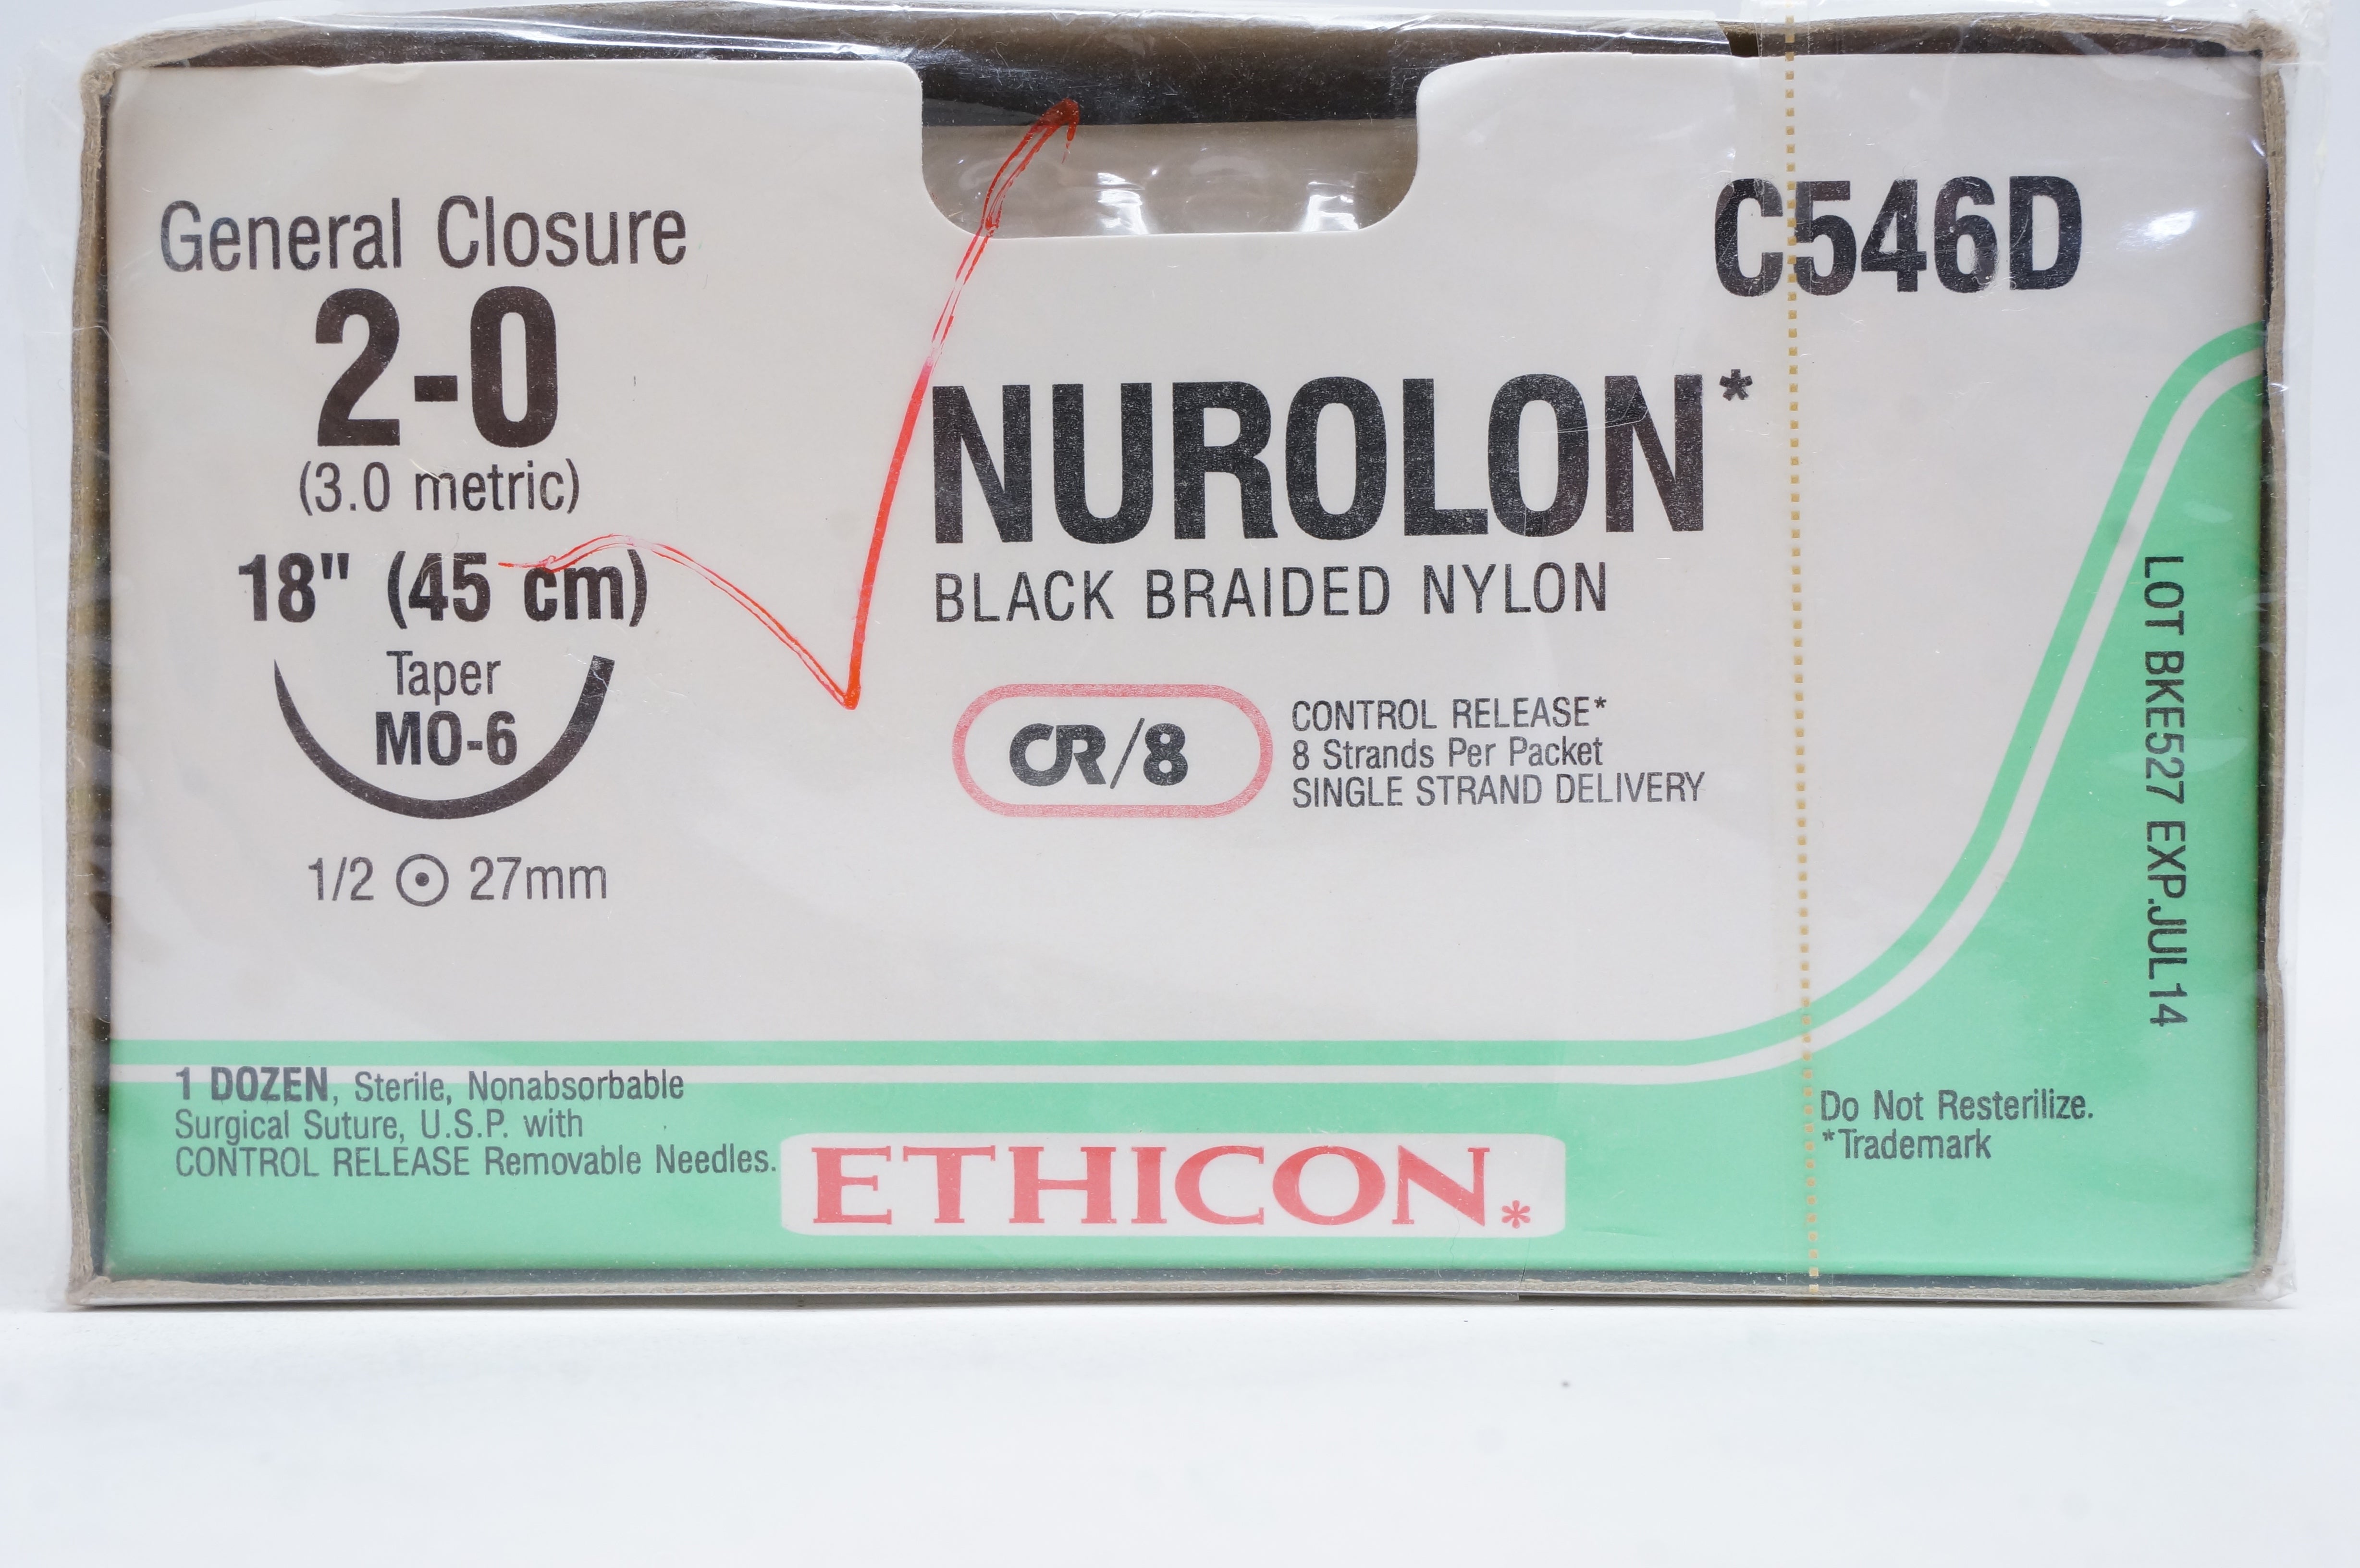 General Closure
2-0
(3.0 metric)
18" (45 cm)
Taper
MO-6
1/2 27mm
C546D
NUROLON*
BLACK BRAIDED NYLON
CR/8
CONTROL RELEASE*
8 Strands Per Packet
SINGLE STRAND DELIVERY
LOT BKE527 EXP.JUL14
1 DOZEN, Sterile, Nonabsorbable
Surgical Suture, U.S.P. with
CONTROL RELEASE Removable Needles.
ETHICON*
Do Not Resterilize.
*Trademark